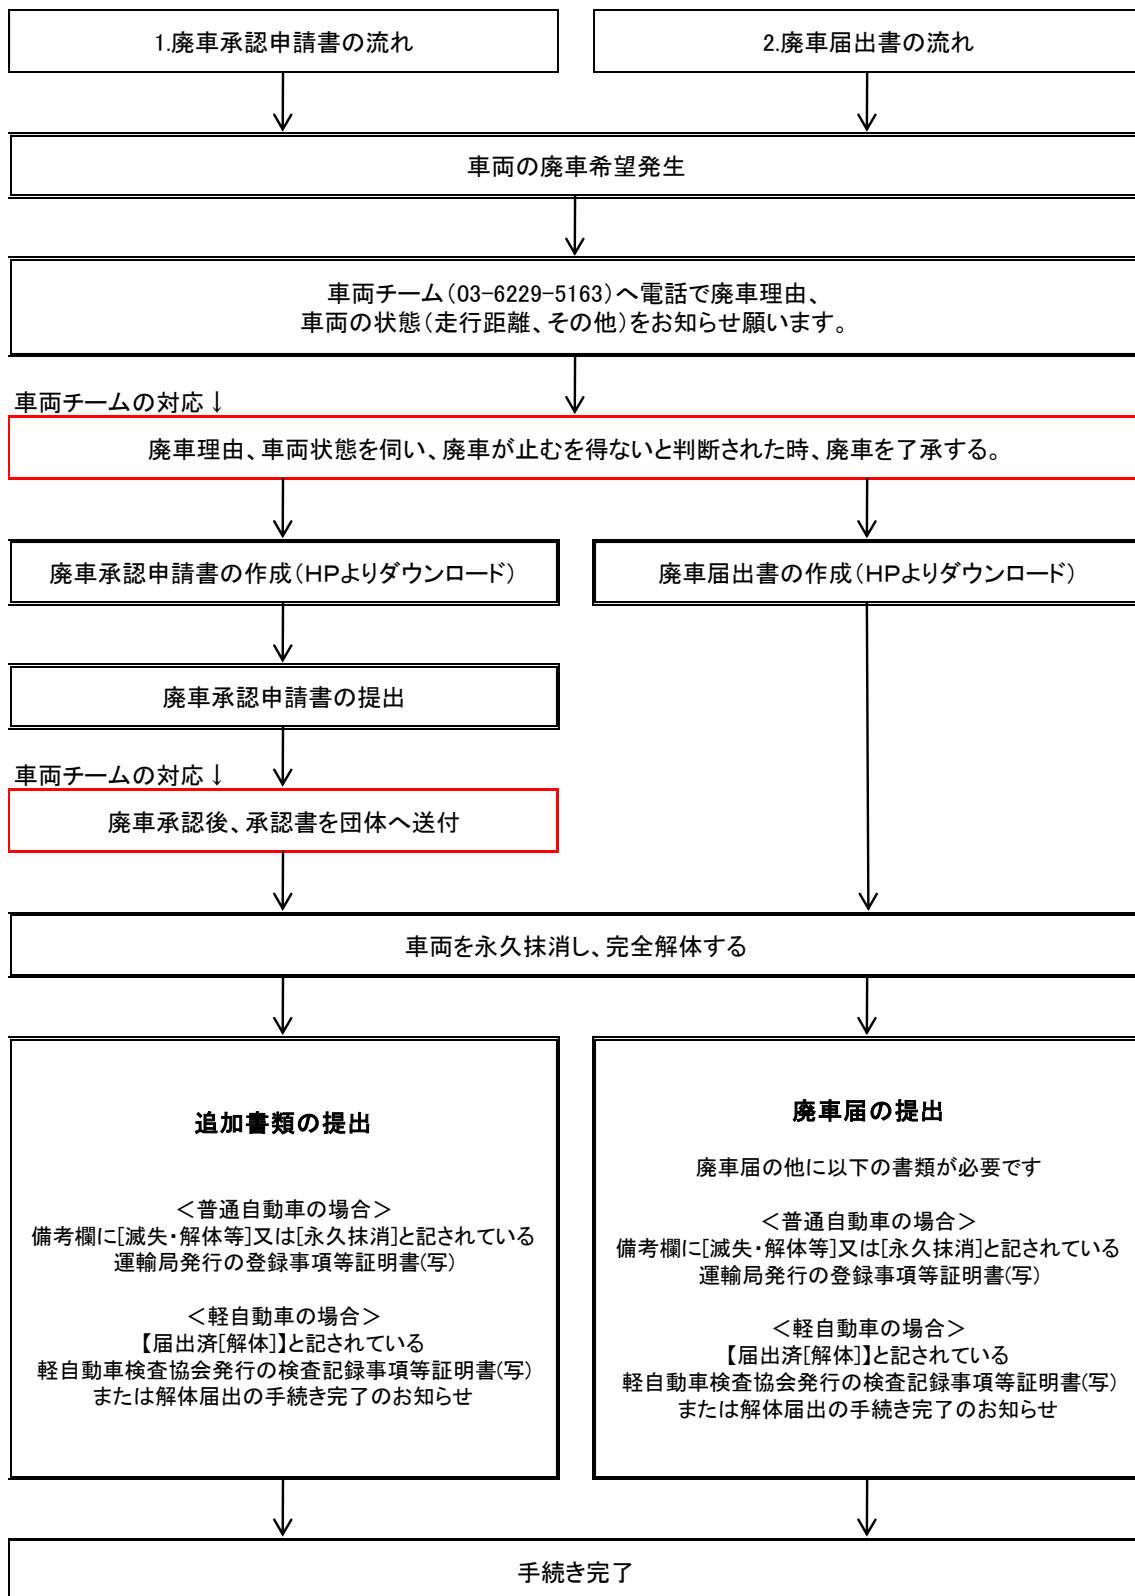 1.廃車承認申請書の流れ
2.廃車届出書の流れ
車両の廃車希望発生
車両チーム(03-6229-5163)へ電話で廃車理由、
車両の状態(走行距離、その他)をお知らせ願います。
車両チームの対応↓
廃車理由、車両状態を伺い、廃車が止むを得ないと判断された時、廃車を了承する。
廃車承認申請書の作成(HPよりダウンロード)
廃車届出書の作成(HPよりダウンロード)
廃車承認申請書の提出
車両チームの対応↓
廃車承認後、承認書を団体へ送付
車両を永久抹消し、完全解体する
追加書類の提出
<普通自動車の場合>
備考欄に[滅失・解体等]又は[永久抹消]と記されている
運輸局発行の登録事項等証明書(写)
<軽自動車の場合>
【届出済[解体]】と記されている
軽自動車検査協会発行の検査記録事項等証明書(写)
または解体届出の手続き完了のお知らせ
廃車届の提出
廃車届の他に以下の書類が必要です
<普通自動車の場合>
備考欄に[滅失・解体等]又は[永久抹消]と記されている
運輸局発行の登録事項等証明書(写)
<軽自動車の場合>
【届出済[解体]】と記されている
軽自動車検査協会発行の検査記録事項等証明書(写)
または解体届出の手続き完了のお知らせ
手続き完了